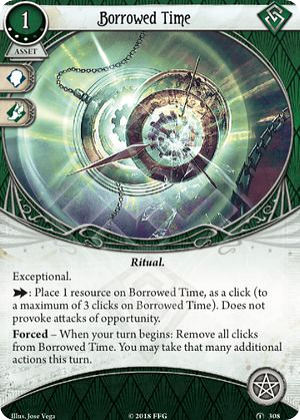 1
Borrowed Time
ASSET
Ritual.
Exceptional.
: Place 1 resource on Borrowed Time, as a click (to
a maximum of 3 clicks on Borrowed Time). Does not
provoke attacks of opportunity.
Forced – When your turn begins: Remove all clicks
from Borrowed Time. You may take that many additional
actions this turn.
Illus. Jose Vega
© 2018 FFG
308